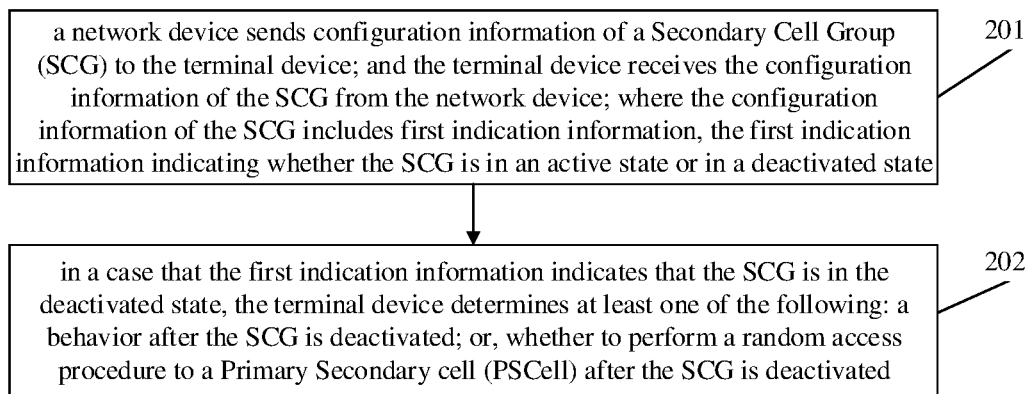 a network device sends configuration information of a Secondary Cell Group
(SCG) to the terminal device; and the terminal device receives the configuration
information of the SCG from the network device; where the configuration
information of the SCG includes first indication information, the first indication
information indicating whether the SCG is in an active state or in a deactivated state
201
in a case that the first indication information indicates that the SCG is in the
deactivated state, the terminal device determines at least one of the following: a
behavior after the SCG is deactivated; or, whether to perform a random access
procedure to a Primary Secondary cell (PSCell) after the SCG is deactivated
202